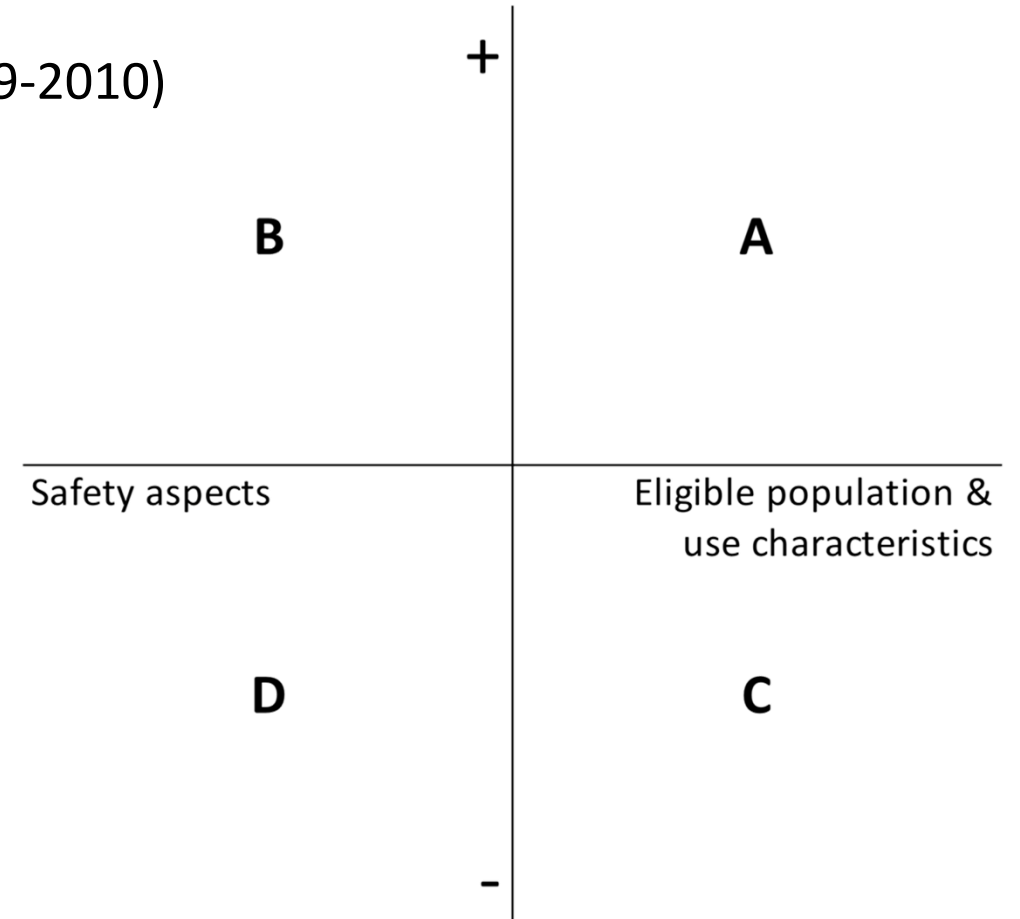 +
9-2010)
B
A
Safety aspects
Eligible population &
use characteristics
D
C
-